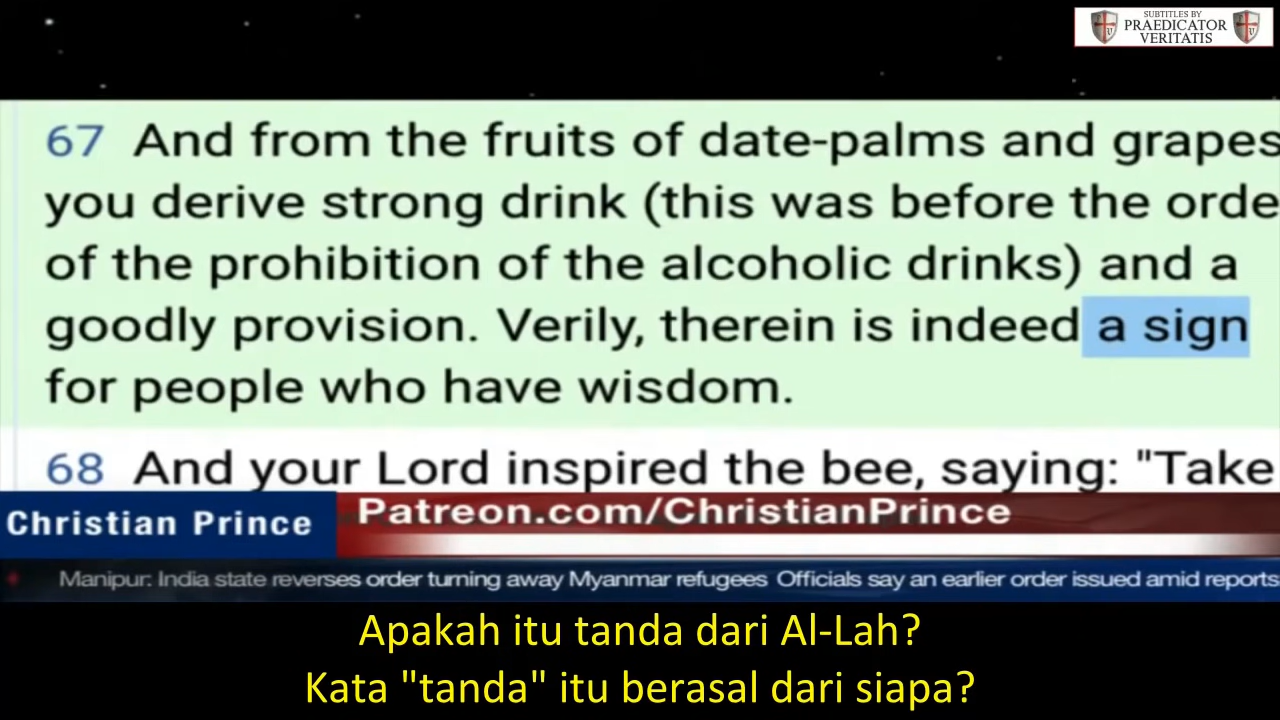 SUBTITLES BY
PRAEDICATOR
VERITATIS
67 And from the fruits of date-palms and grapes
you derive strong drink (this was before the orde
of the prohibition of the alcoholic drinks) and a
goodly provision. Verily, therein is indeed a sign
for people who have wisdom.
68 And your Lord inspired the bee, saying: "Take
Christian Prince
Patreon.com/ChristianPrince
Manipur: India state reverses order turning away Myanmar refugees Officials say an earlier order issued amid reports
Apakah itu tanda dari Al-Lah?
Kata "tanda" itu berasal dari siapa?